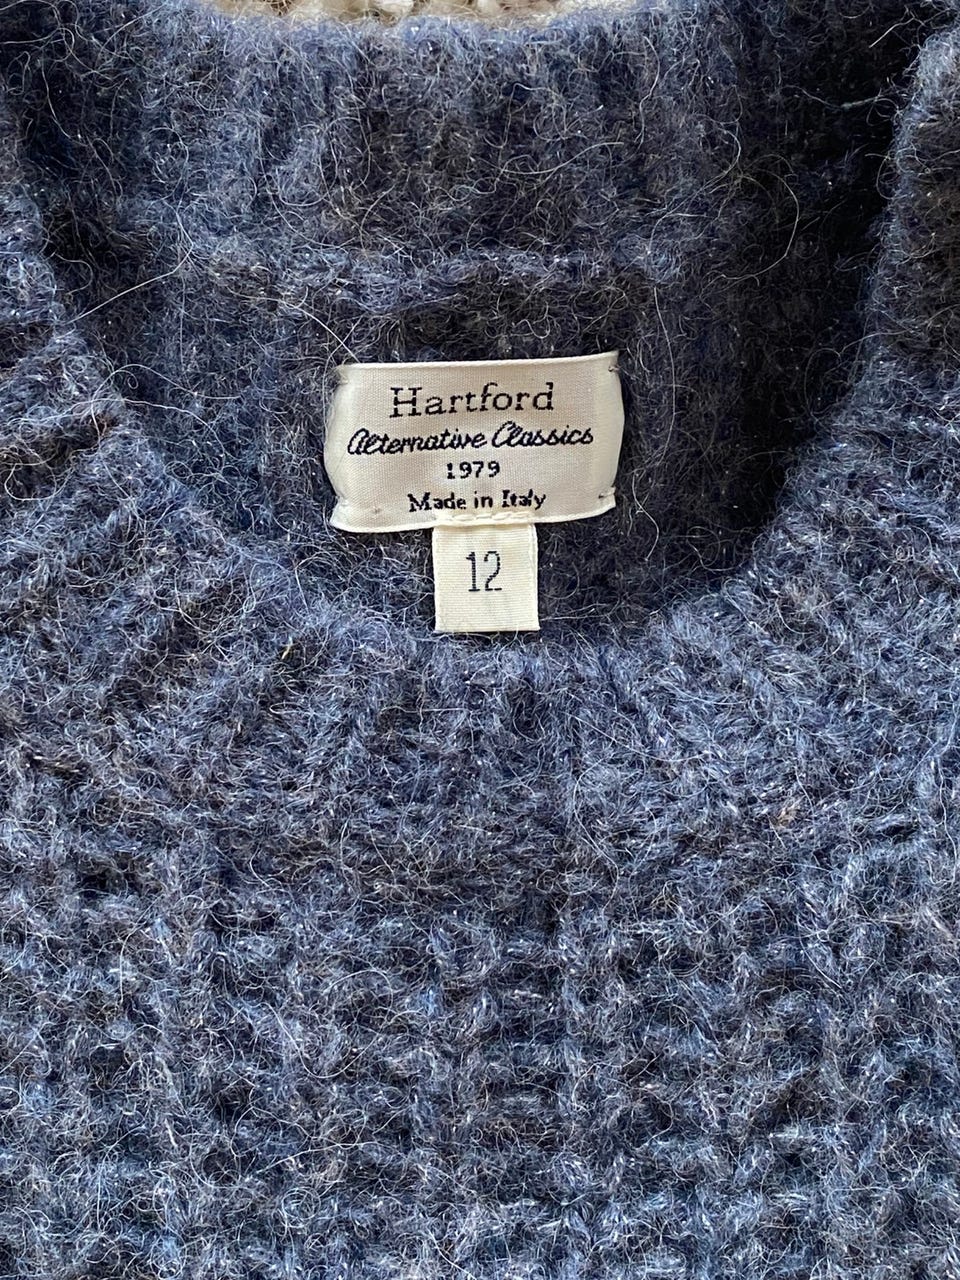 Hartford
Alternative Classics
1979
Made in Italy
12